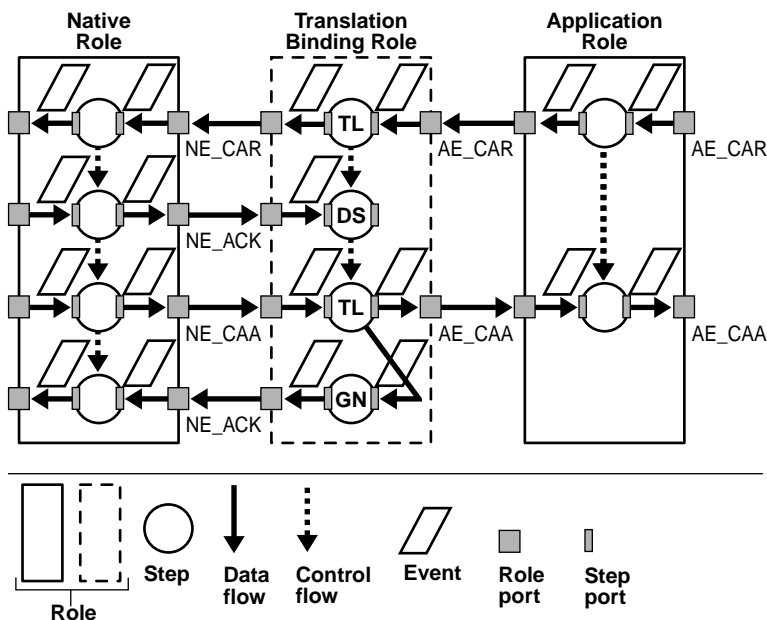 Native Role
Translation Binding Role
Application Role
TL
NE_CAR
AE_CAR
AE_CAR
DS
NE_ACK
TL
NE_CAA
AE_CAA
AE_CAA
GN
NE_ACK
Role
Step
Data flow
Control flow
Event
Role port
Step port